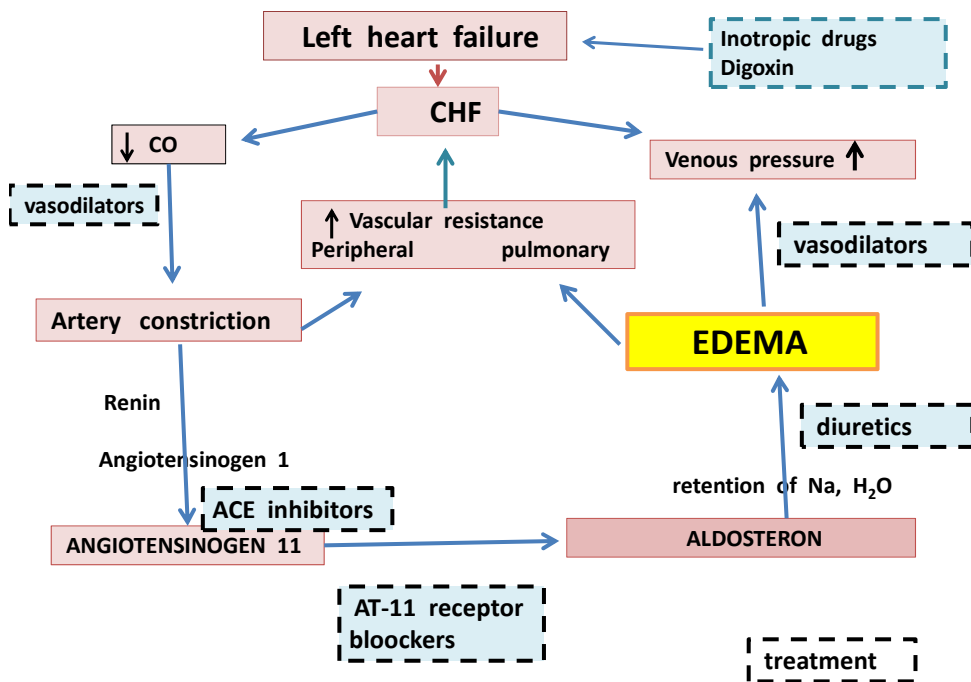 Left heart failure
Inotropic drugs
Digoxin
CHF
↓ CO
Venous pressure ↑
vasodilators
↑ Vascular resistance
Peripheral pulmonary
vasodilators
Artery constriction
EDEMA
Renin
diuretics
Angiotensinogen 1
retention of Na, H₂O
ACE inhibitors
ANGIOTENSINOGEN 11
ALDOSTERON
AT-11 receptor
bloockers
treatment